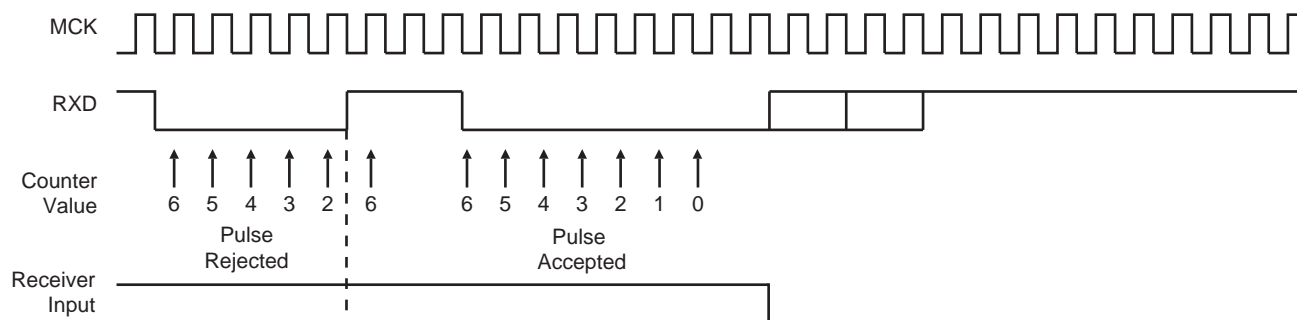 MCK
RXD
Counter
Value
6 5 4 3 2 6 6 5 4 3 2 1 0
Pulse
Rejected
Pulse
Accepted
Receiver
Input